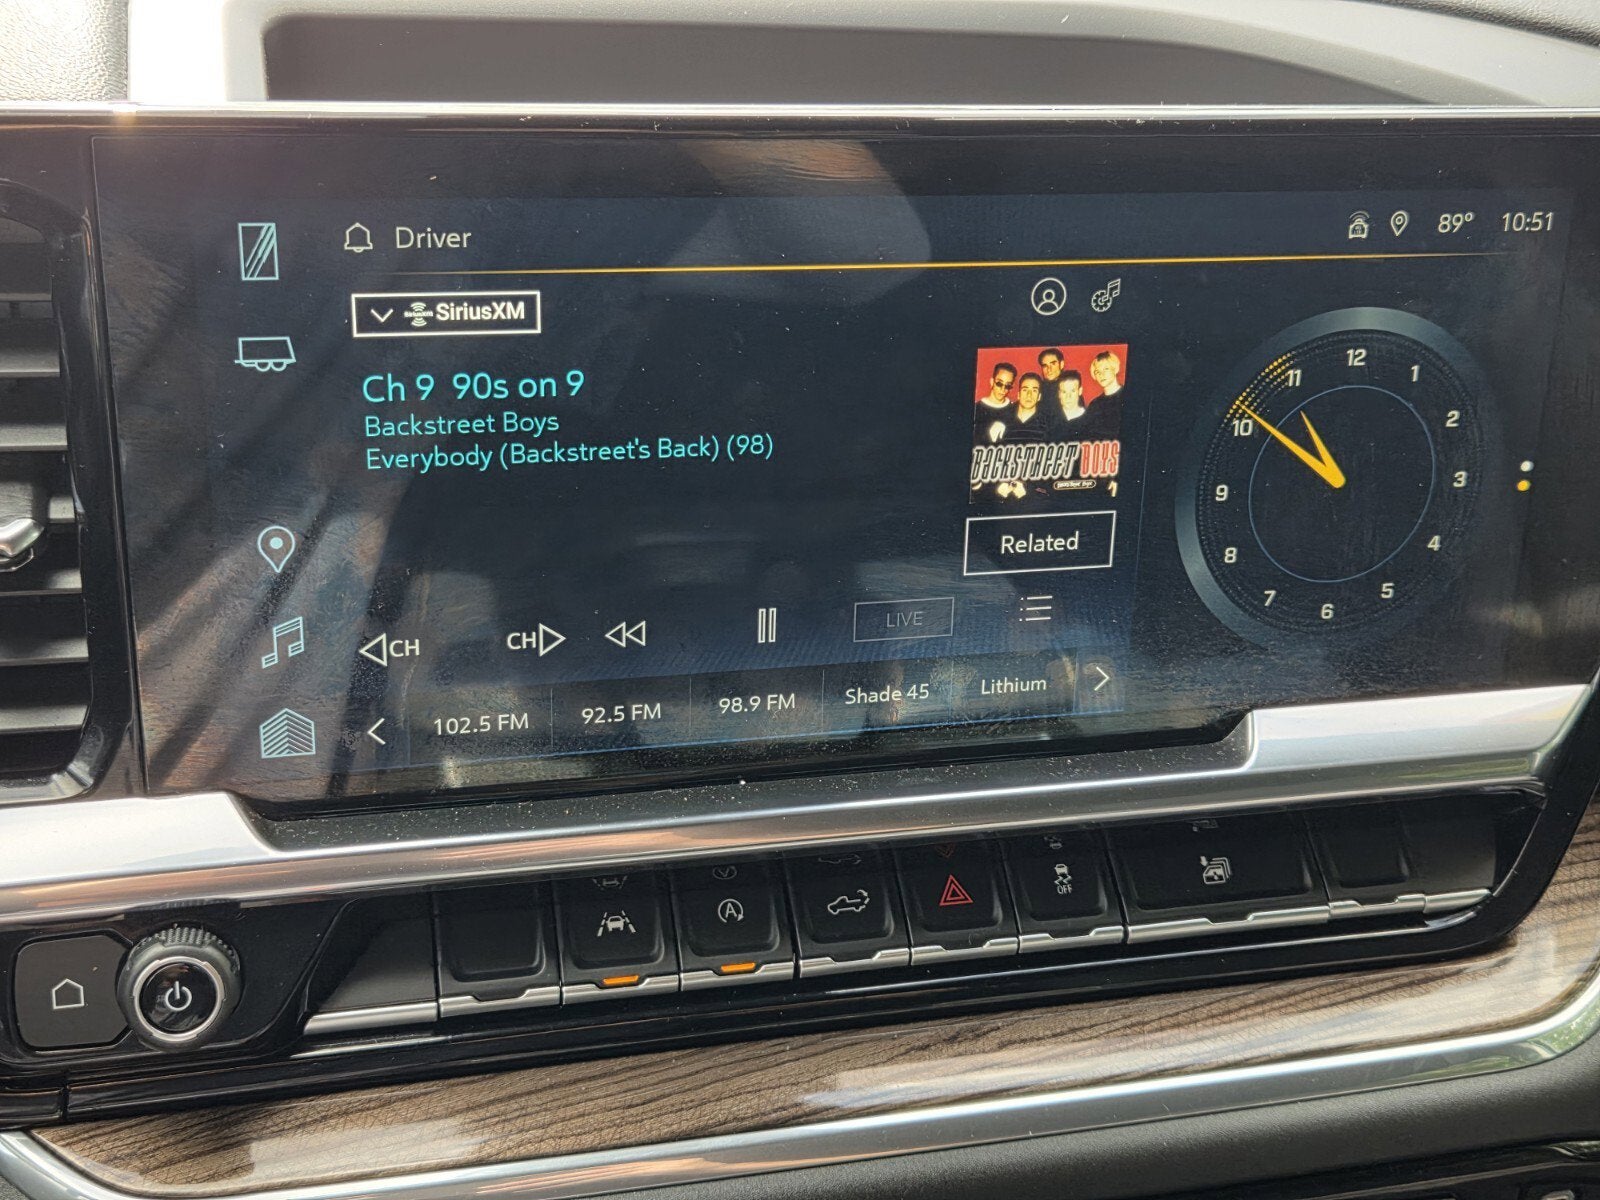 Driver
89° 10:51
SiriusXM
Ch 9 90s on 9
Backstreet Boys
Everybody (Backstreet's Back) (98)
BACKSTREET BOYS
Related
12
1
2
3
4
5
6
7
8
9
10
11
CH
CH
LIVE
102.5 FM
92.5 FM
98.9 FM
Shade 45
Lithium
A
OFF